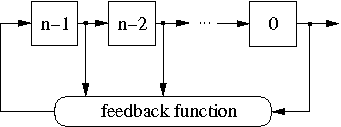 n−1 n−2 ··· 0
feedback function